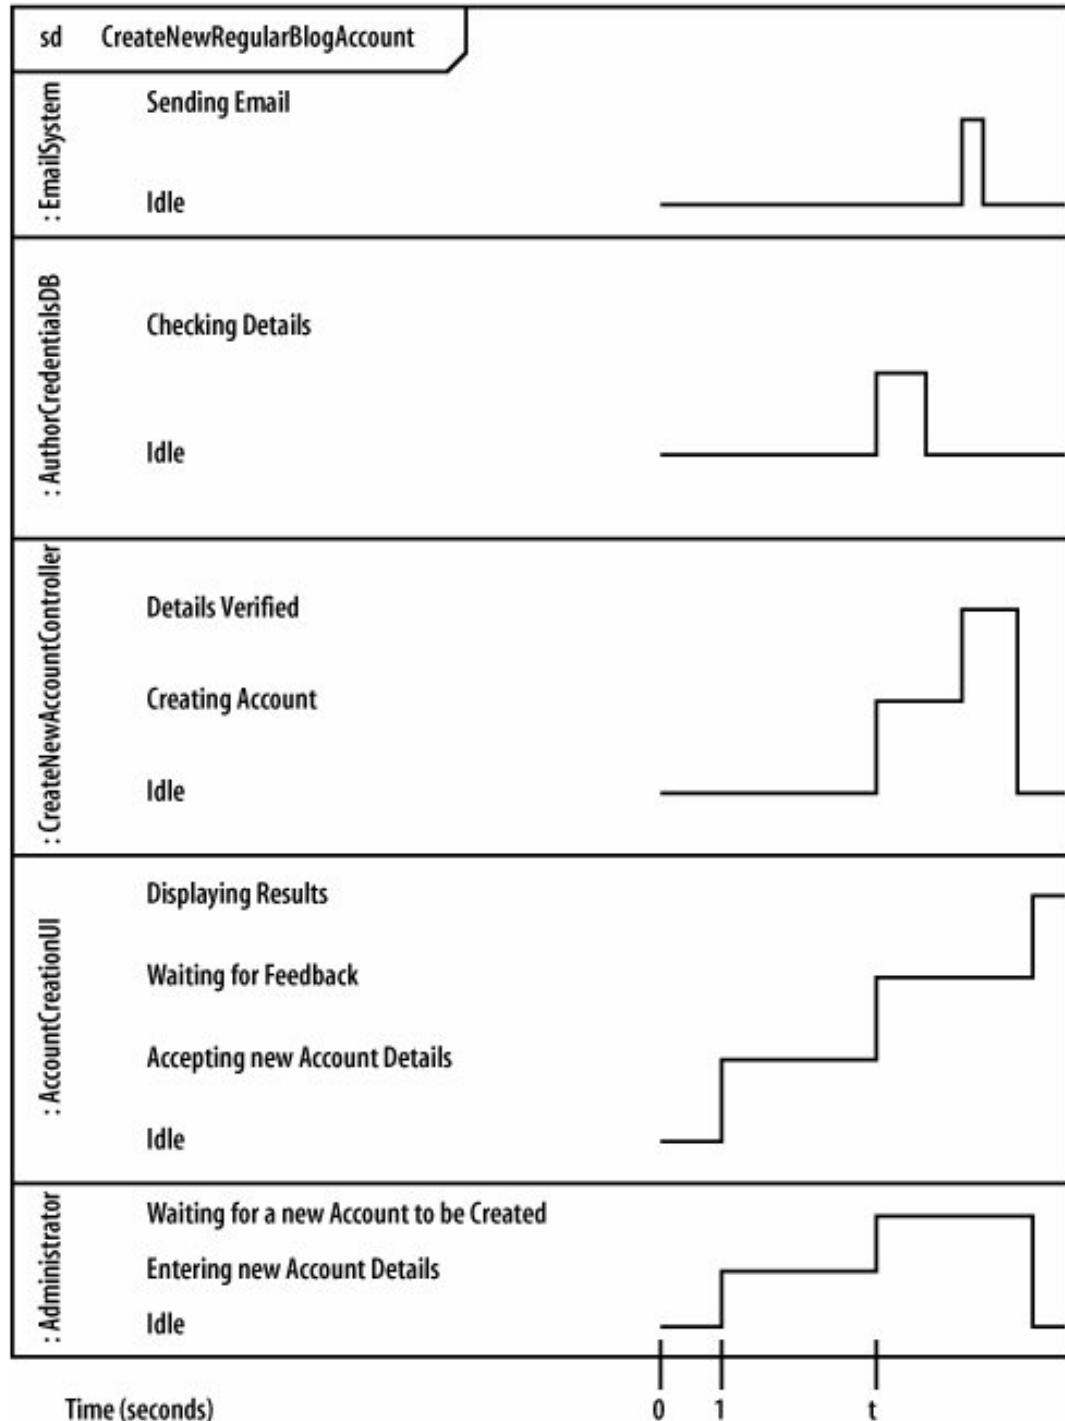 sd CreateNewRegularBlogAccount
: EmailSystem
Sending Email
Idle
: AuthorCredentialsDB
Checking Details
Idle
: CreateNewAccountController
Details Verified
Creating Account
Idle
: AccountCreationUI
Displaying Results
Waiting for Feedback
Accepting new Account Details
Idle
: Administrator
Waiting for a new Account to be Created
Entering new Account Details
Idle
Time (seconds) 0 1 t